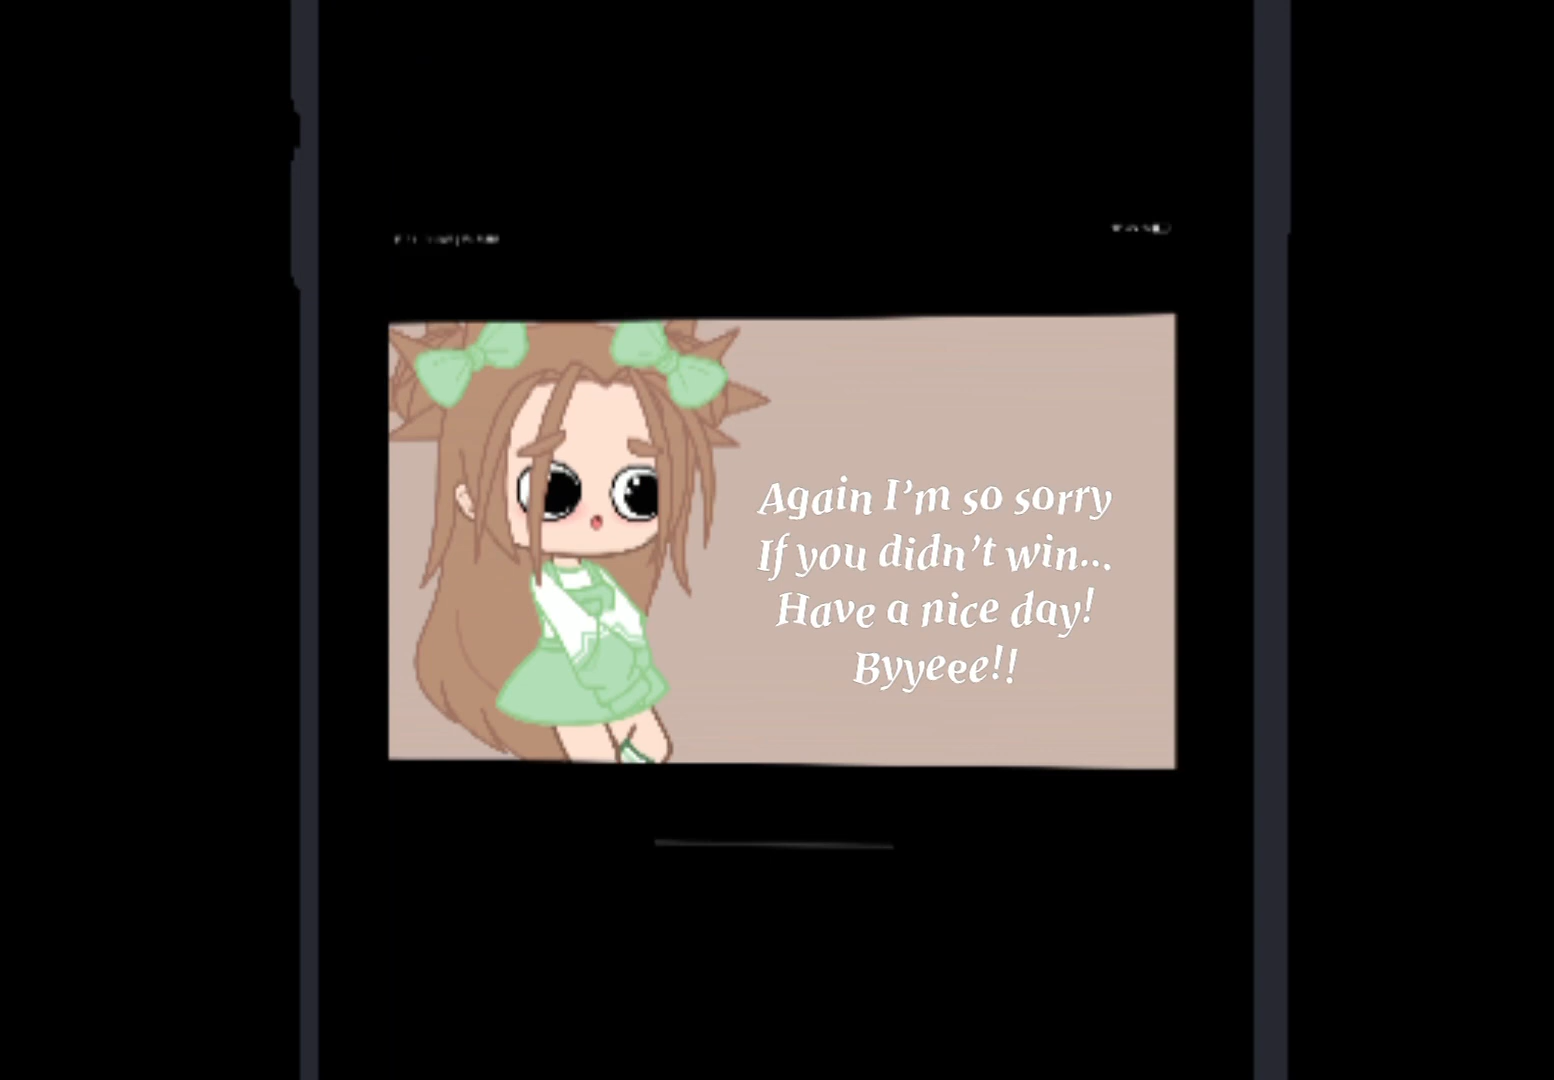 Again I'm so sorry
If you didn't win...
Have a nice day!
Byyeee!!